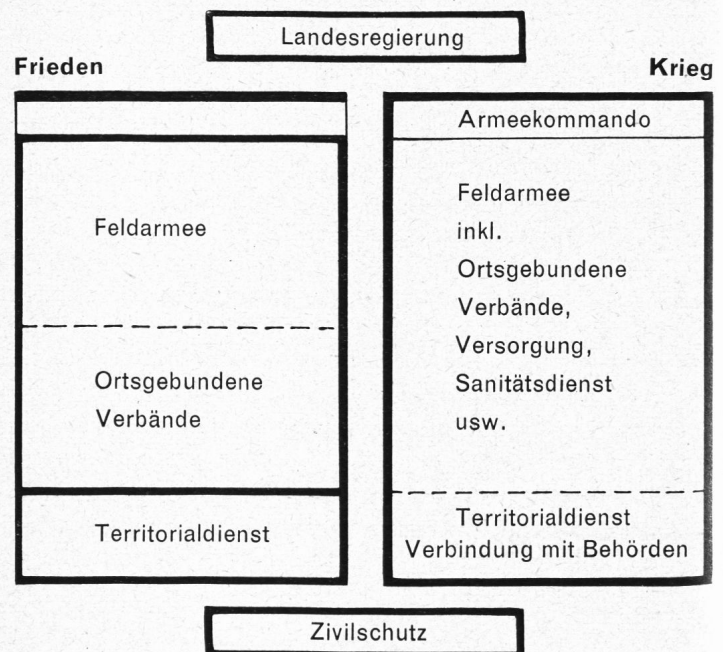 Landesregierung
Frieden
Krieg
Feldarmee
Ortsgebundene
Verbände
Territorialdienst
Armeekommando
Feldarmee
inkl.
Ortsgebundene
Verbände,
Versorgung,
Sanitätsdienst
usw.
Territorialdienst
Verbindung mit Behörden
Zivilschutz